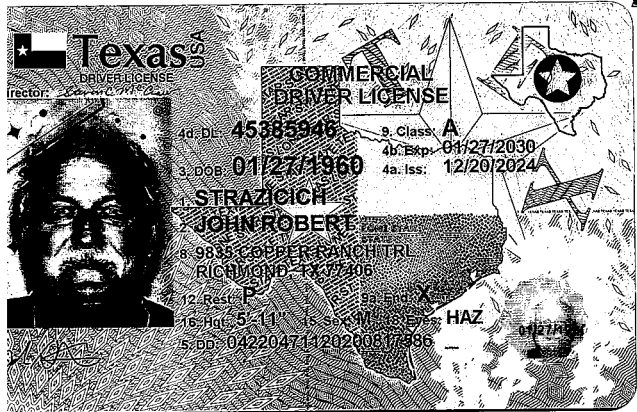 Texas USA
DRIVER LICENSE
irector:
COMMERCIAL
DRIVER LICENSE
4d. DL: 45385946
9. Class: A
4b. Exp: 01/27/2030
3. DOB: 01/27/1960
4a. Iss: 12/20/2024
1. STRAZICICH
2. JOHN ROBERT
8. 9835 COPPER RANCH TRL
RICHMOND, TX 77406
12. Rest: P
9a. End: X
16. Hgt: 5'-11" 15. Sex: M 18. Eyes: HAZ
5. DD: 04220471120200817986